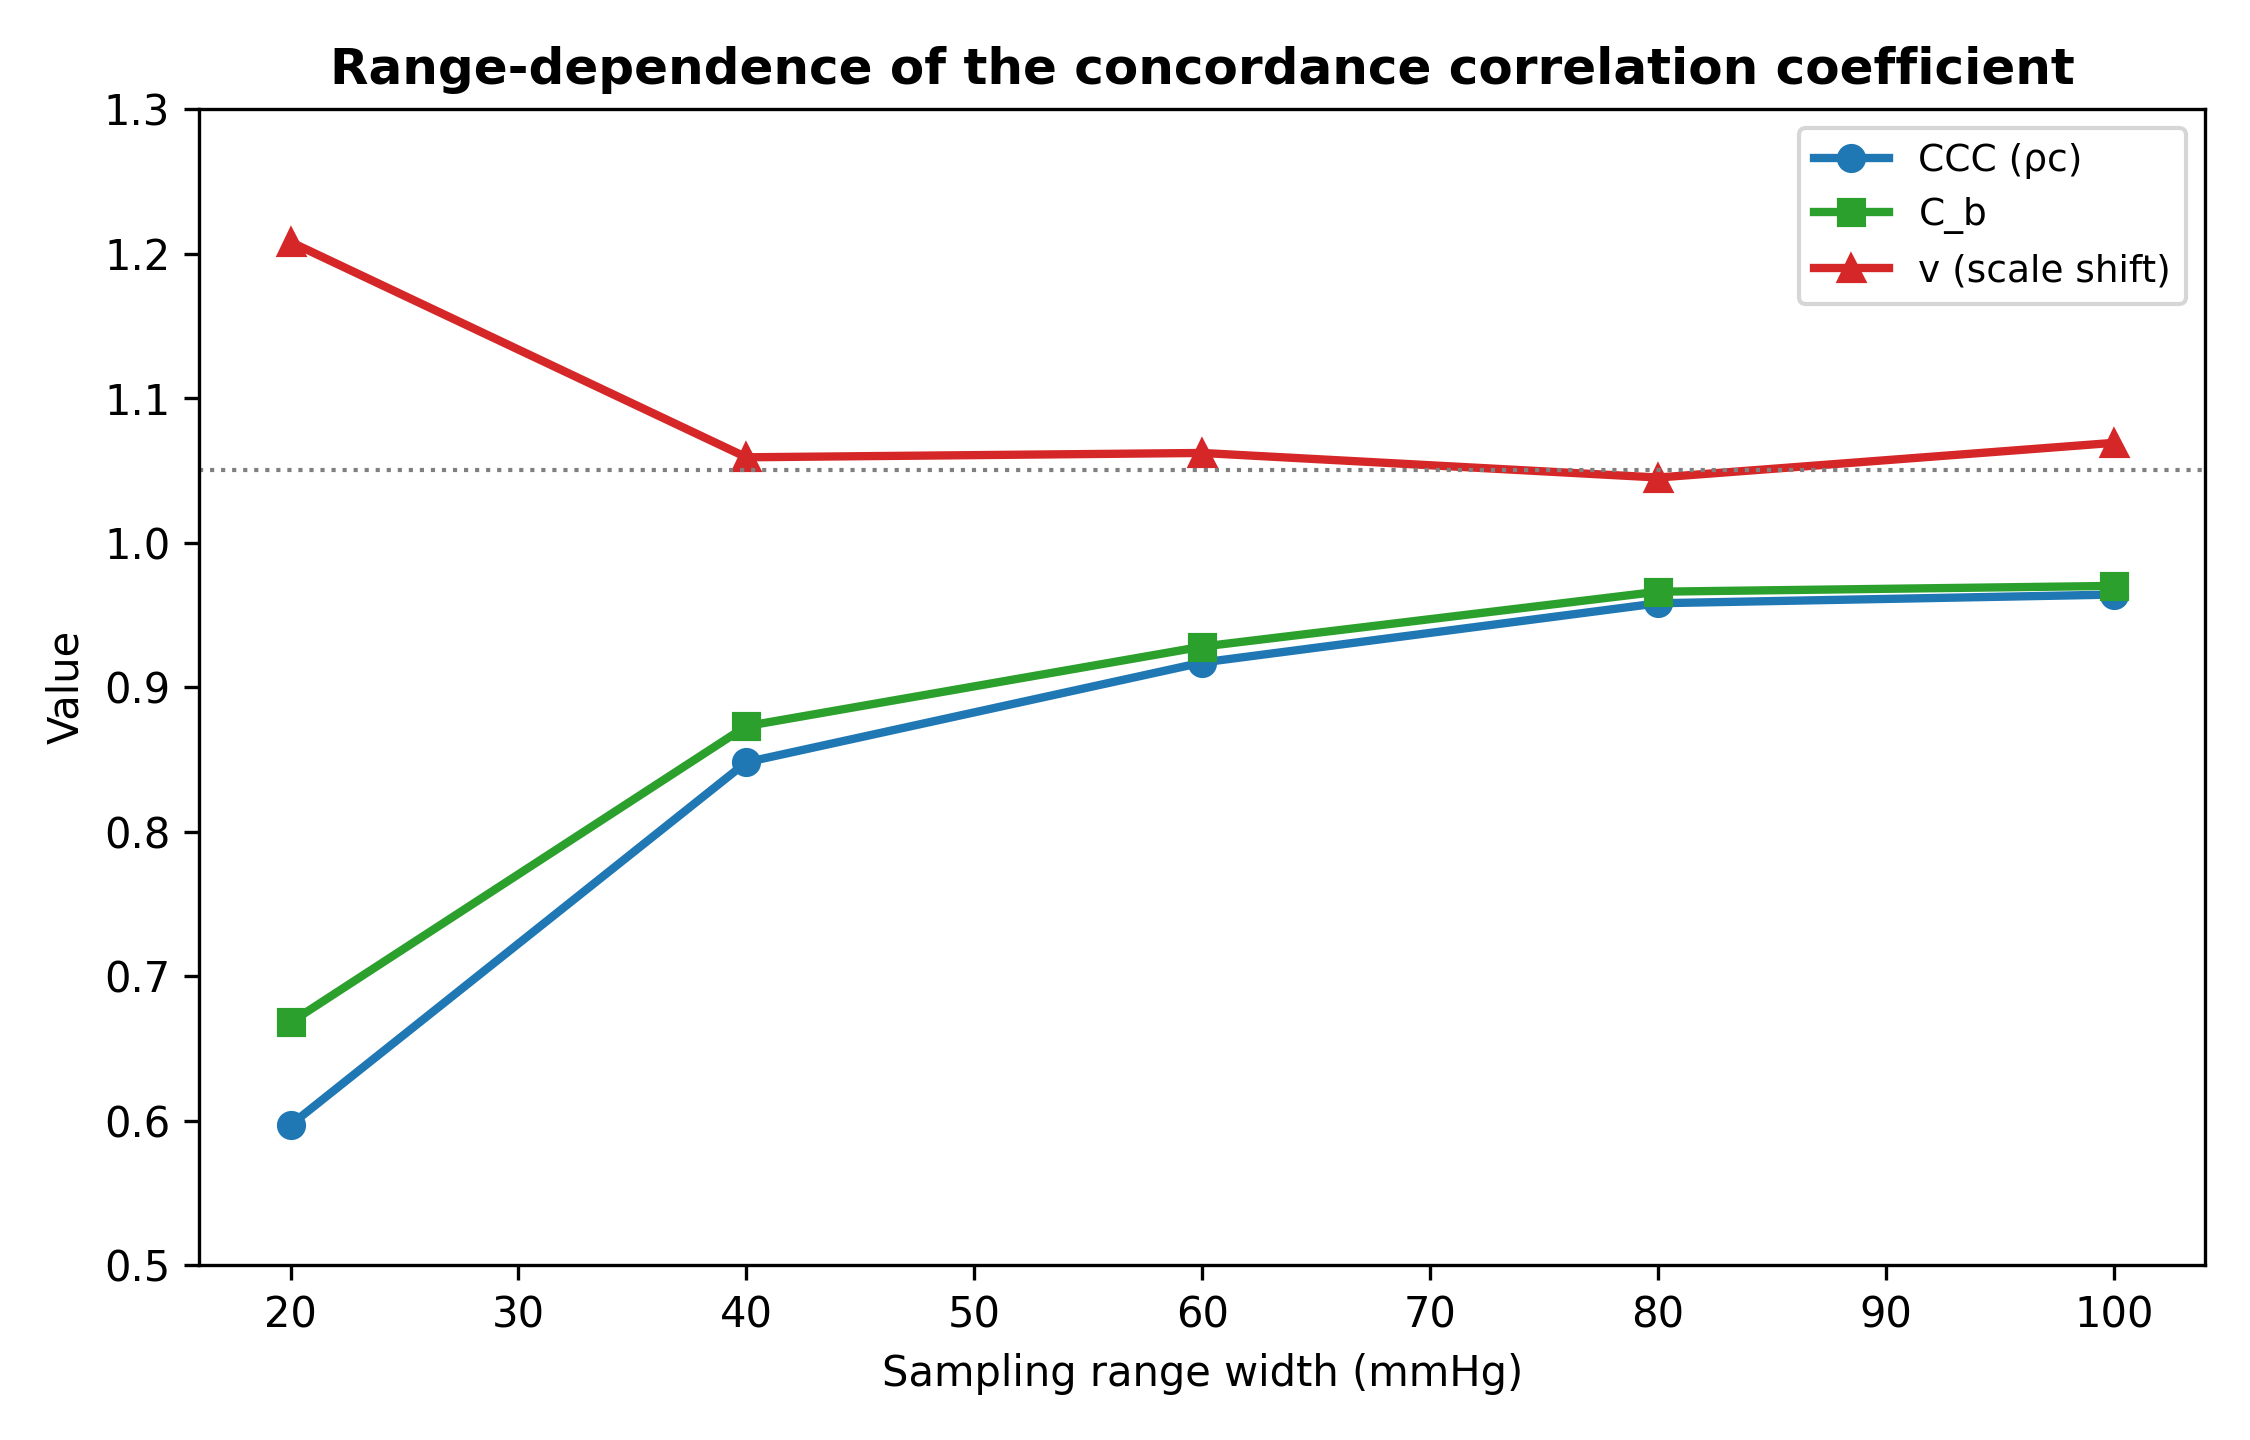 Range-dependence of the concordance correlation coefficient
1.3
1.2
1.1
1.0
0.9
0.8
0.7
0.6
0.5
Value
CCC (ρc)
C_b
v (scale shift)
20 30 40 50 60 70 80 90 100
Sampling range width (mmHg)